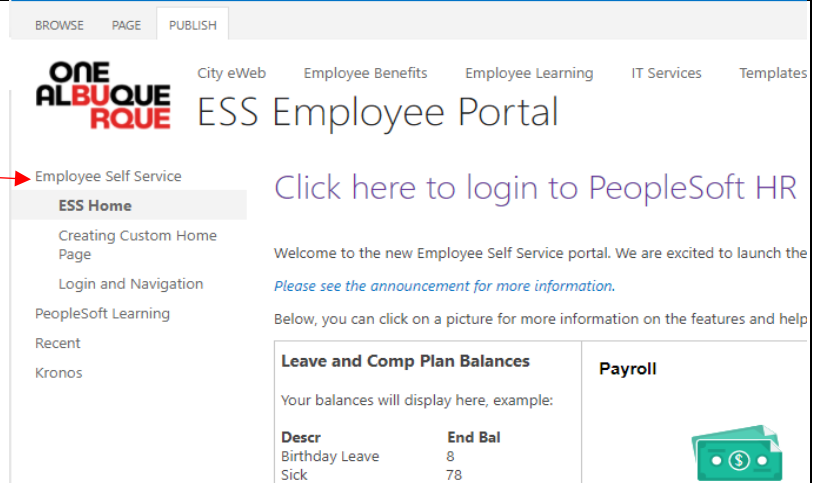 BROWSE PAGE PUBLISH
ONE
ALBUQUE
RQUE
City eWeb Employee Benefits Employee Learning IT Services Templates
ESS Employee Portal
Employee Self Service
ESS Home
Creating Custom Home
Page
Login and Navigation
PeopleSoft Learning
Recent
Kronos
Click here to login to PeopleSoft HR
Welcome to the new Employee Self Service portal. We are excited to launch the
Please see the announcement for more information.
Below, you can click on a picture for more information on the features and help
Leave and Comp Plan Balances
Your balances will display here, example:
Descr End Bal
Birthday Leave 8
Sick 78
Payroll
$